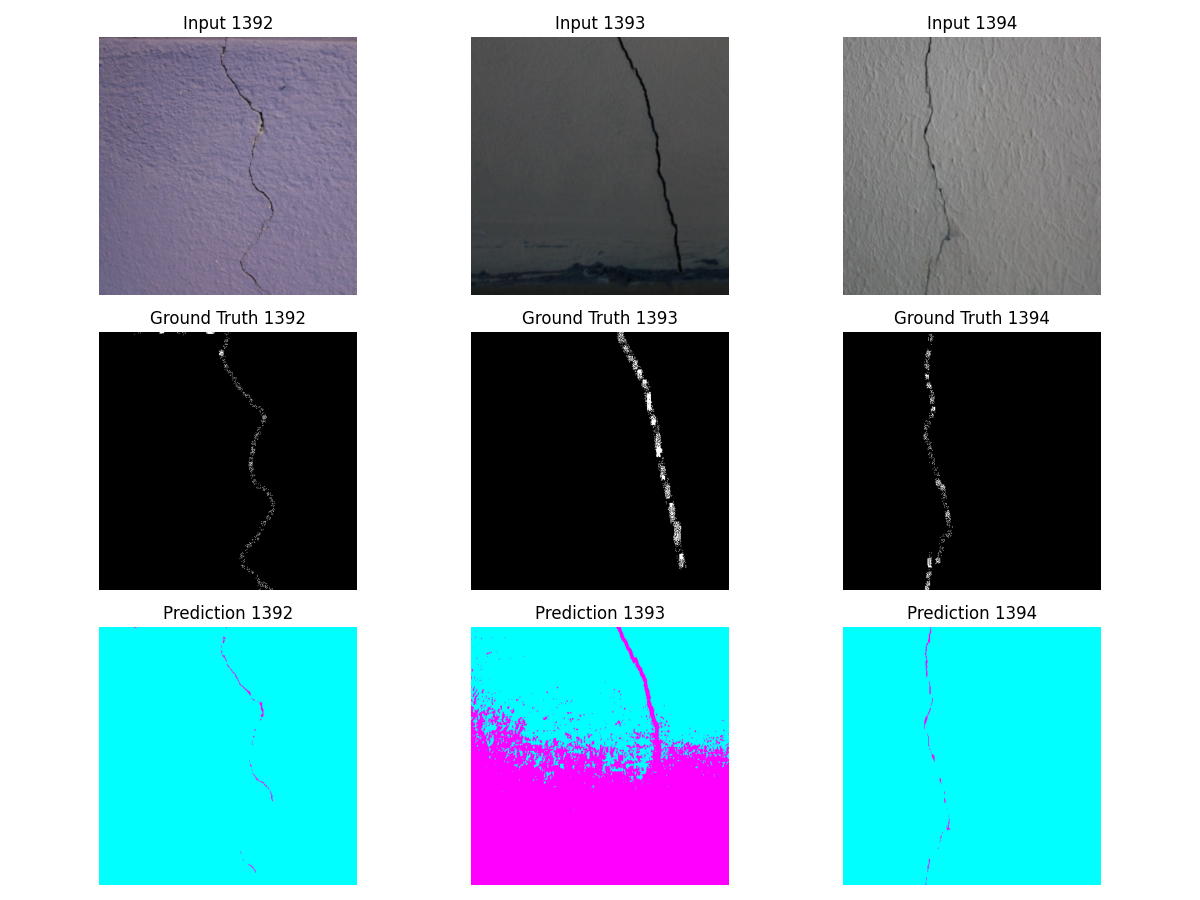 Input 1392
Input 1393
Input 1394
Ground Truth 1392
Ground Truth 1393
Ground Truth 1394
Prediction 1392
Prediction 1393
Prediction 1394